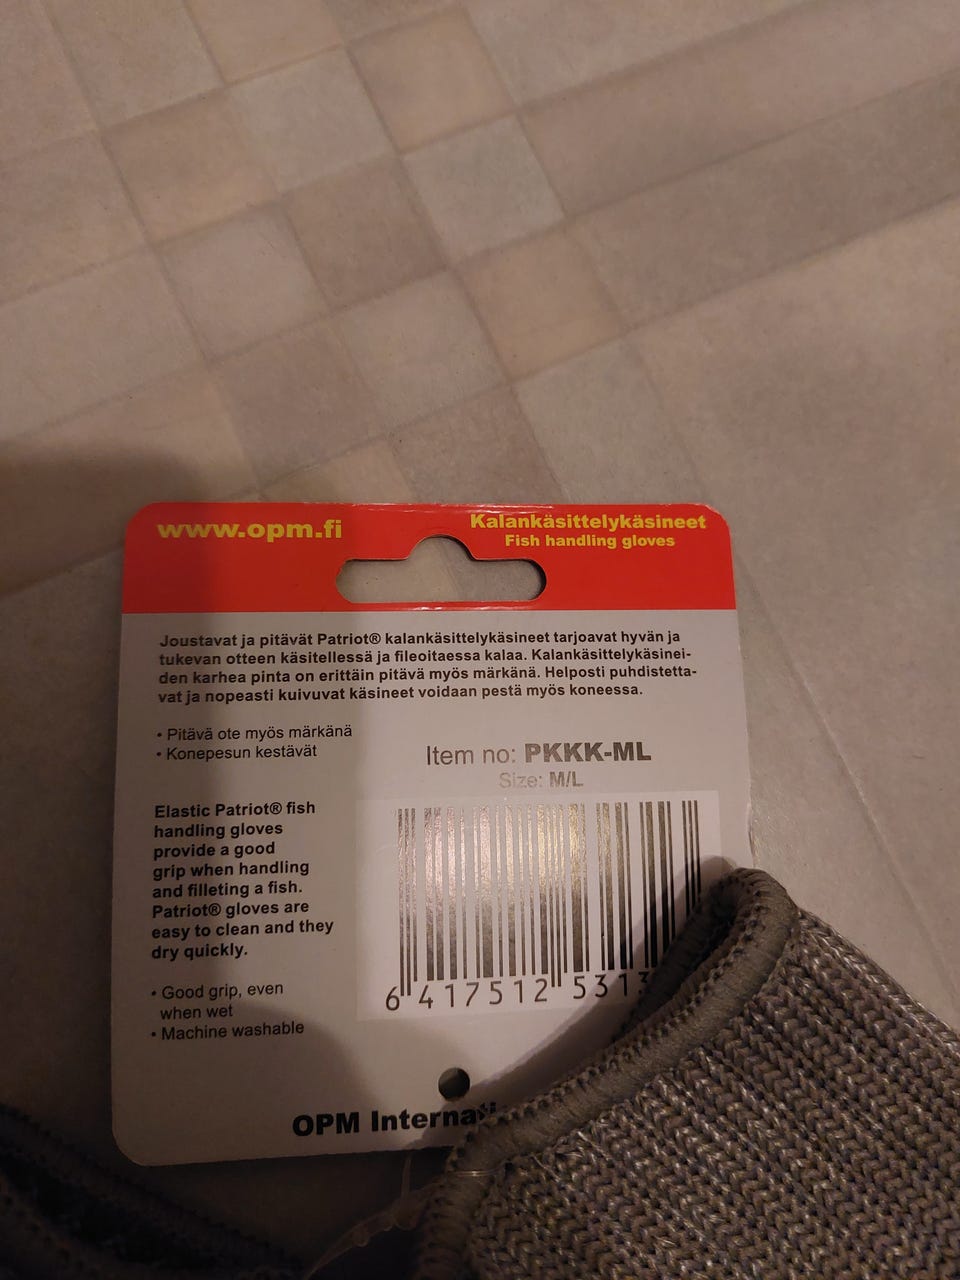 www.opm.fi
Kalankäsittelykäsineet
Fish handling gloves
Joustavat ja pitävät Patriot® kalankäsittelykäsineet tarjoavat hyvän ja
tukevan otteen käsitellessä ja fileoitaessa kalaa. Kalankäsittelykäsinei-
den karhea pinta on erittäin pitävä myös märkänä. Helposti puhdistetta-
vat ja nopeasti kuivuvat käsineet voidaan pestä myös koneessa.
• Pitävä ote myös märkänä
• Konepesun kestävät
Item no: PKKK-ML
Size: M/L
Elastic Patriot® fish
handling gloves
provide a good
grip when handling
and filleting a fish.
Patriot® gloves are
easy to clean and they
dry quickly.
• Good grip, even
when wet
• Machine washable
6 417512 5313
OPM